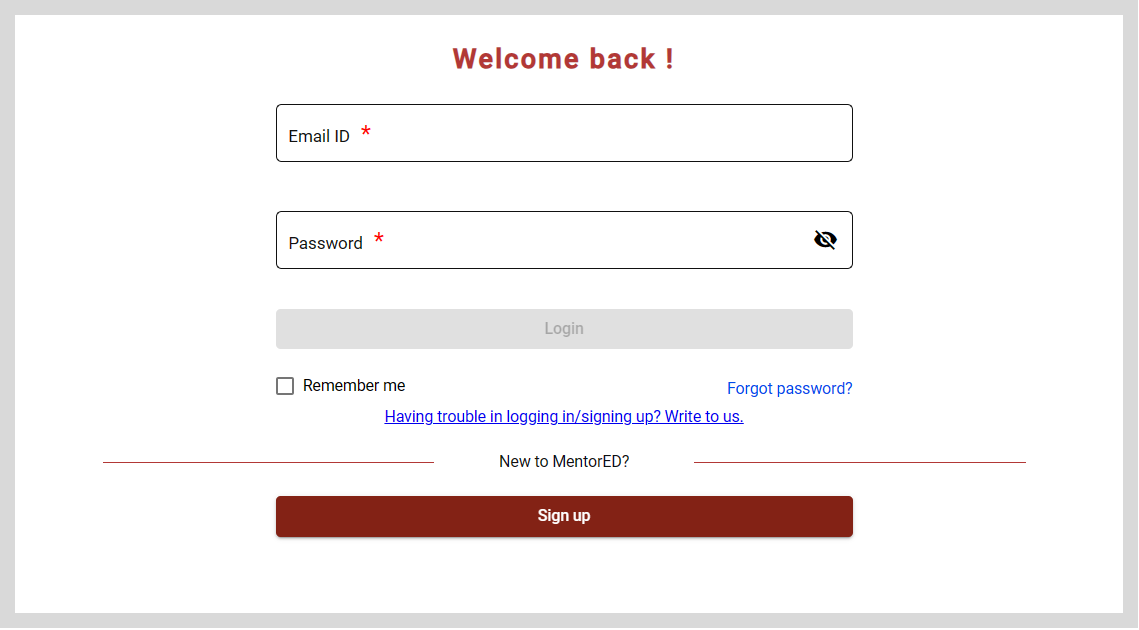 Welcome back !
Email ID *
Password *
Login
Remember me
Forgot password?
Having trouble in logging in/signing up? Write to us.
New to MentorED?
Sign up